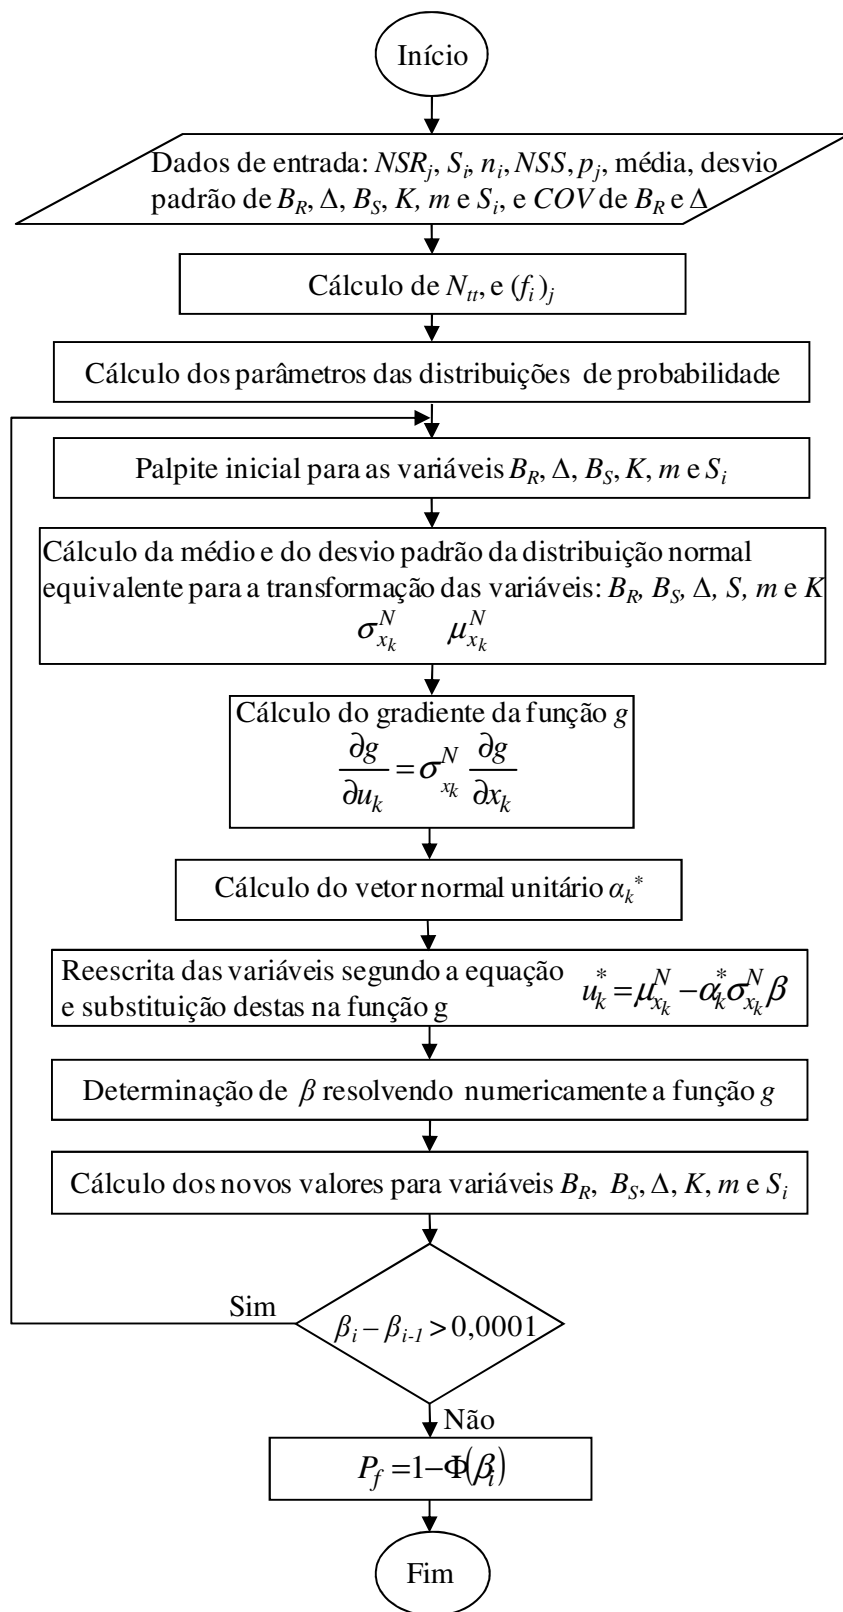 Início
Dados de entrada: NSR_j, S_i, n_i, NSS, p_j, média, desvio
padrão de B_R, Δ, B_S, K, m e S_i, e COV de B_R e Δ
Cálculo de N_tt, e (f_i)_j
Cálculo dos parâmetros das distribuições de probabilidade
Palpite inicial para as variáveis B_R, Δ, B_S, K, m e S_i
Cálculo da médio e do desvio padrão da distribuição normal
equivalente para a transformação das variáveis: B_R, B_S, Δ, S, m e K
σ_{x_k}^N μ_{x_k}^N
Cálculo do gradiente da função g
∂g/∂u_k = σ_{x_k}^N ∂g/∂x_k
Cálculo do vetor normal unitário α_k*
Reescrita das variáveis segundo a equação
e substituição destas na função g
u_k^* = μ_{x_k}^N − α_k^* σ_{x_k}^N β
Determinação de β resolvendo numericamente a função g
Cálculo dos novos valores para variáveis B_R, B_S, Δ, K, m e S_i
Sim
β_i – β_{i-1} > 0,0001
Não
P_f = 1 − Φ(β_i)
Fim